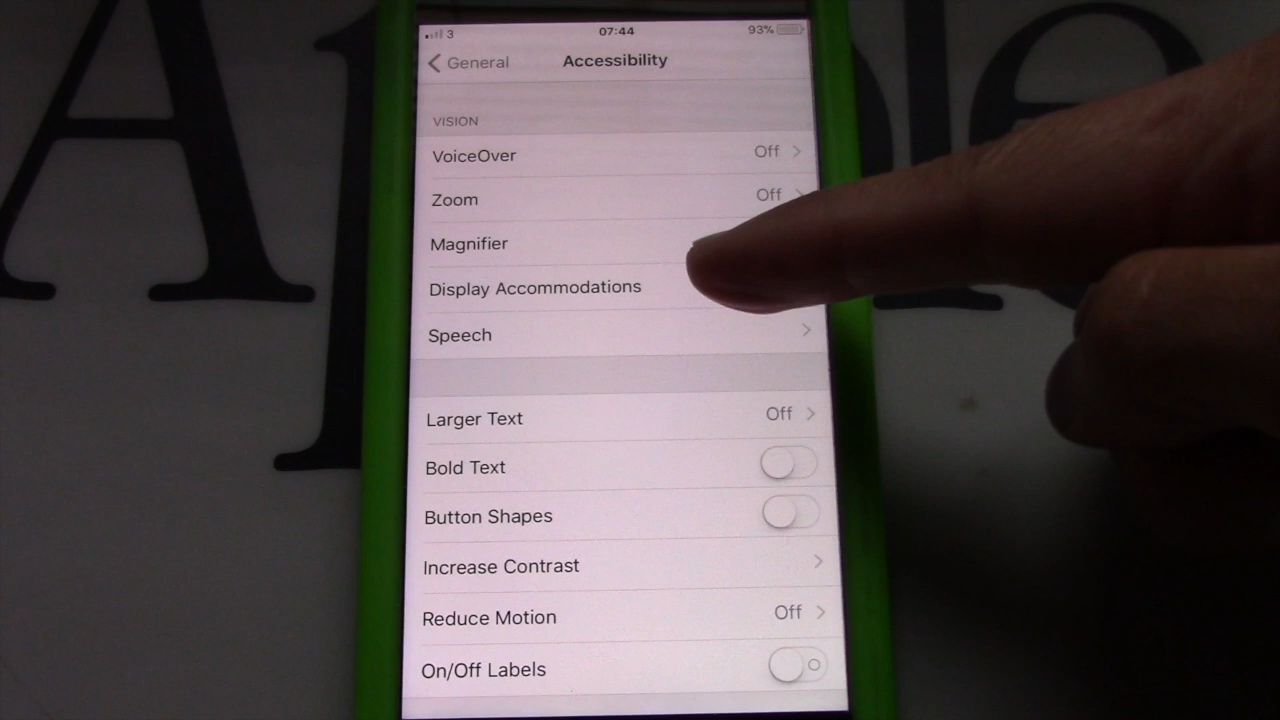 Apple
3 07:44 93%
General Accessibility
VISION
VoiceOver Off
Zoom Off
Magnifier
Display Accommodations
Speech
Larger Text Off
Bold Text
Button Shapes
Increase Contrast
Reduce Motion Off
On/Off Labels